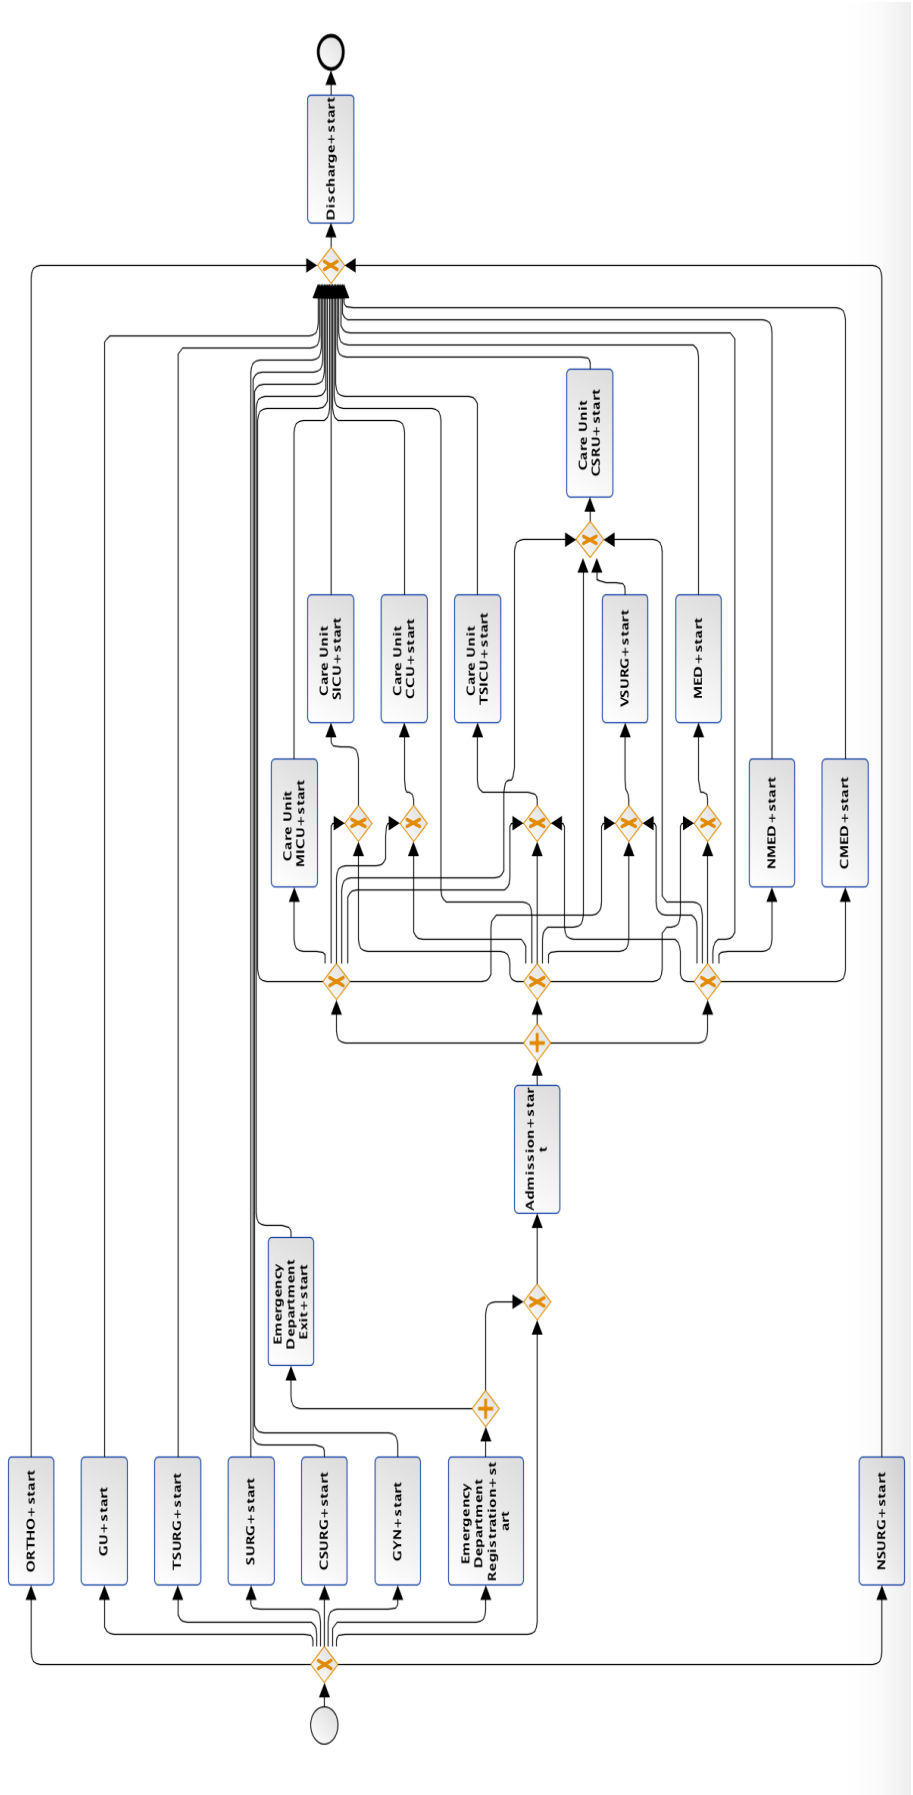 Discharge+start
Care Unit
CSRU+start
Care Unit
SICU+start
Care Unit
CCU+start
Care Unit
TSICU+start
VSURG+start
MED+start
Care Unit
MICU+start
NMED+start
CMED+start
Admission+star
t
Emergency
Department
Exit+start
ORTHO+start
GU+start
TSURG+start
SURG+start
CSURG+start
GYN+start
Emergency
Department
Registration+st
art
NSURG+start